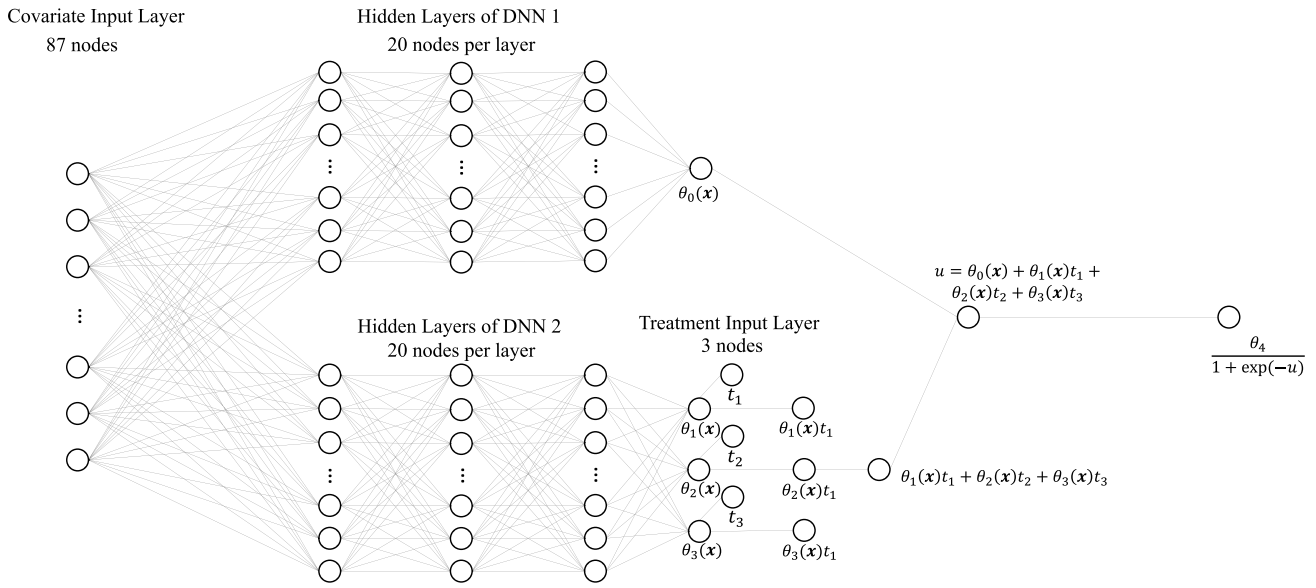 Covariate Input Layer
87 nodes
Hidden Layers of DNN 1
20 nodes per layer
⋮
⋮
⋮
⋮
θ₀(𝒙)
u = θ₀(𝒙) + θ₁(𝒙)t₁ +
θ₂(𝒙)t₂ + θ₃(𝒙)t₃
θ₄
1 + exp(−u)
Hidden Layers of DNN 2
20 nodes per layer
⋮
⋮
⋮
Treatment Input Layer
3 nodes
t₁
θ₁(𝒙)
θ₁(𝒙)t₁
t₂
θ₂(𝒙)
θ₂(𝒙)t₁
θ₁(𝒙)t₁ + θ₂(𝒙)t₂ + θ₃(𝒙)t₃
t₃
θ₃(𝒙)
θ₃(𝒙)t₁